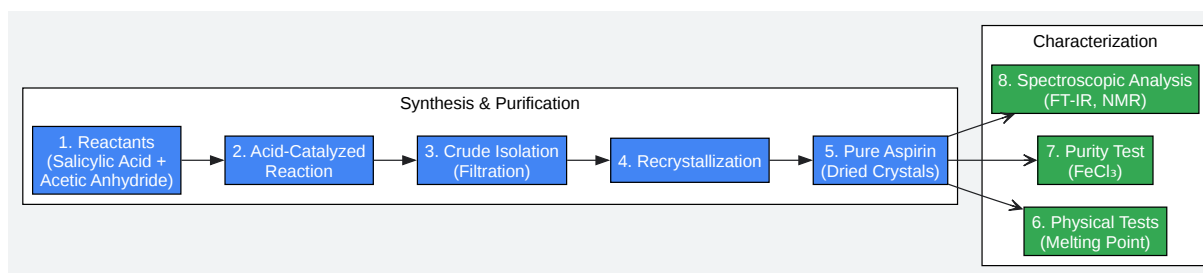 Synthesis & Purification
1. Reactants
(Salicylic Acid +
Acetic Anhydride)
2. Acid-Catalyzed
Reaction
3. Crude Isolation
(Filtration)
4. Recrystallization
5. Pure Aspirin
(Dried Crystals)
Characterization
8. Spectroscopic Analysis
(FT-IR, NMR)
7. Purity Test
(FeCl₃)
6. Physical Tests
(Melting Point)